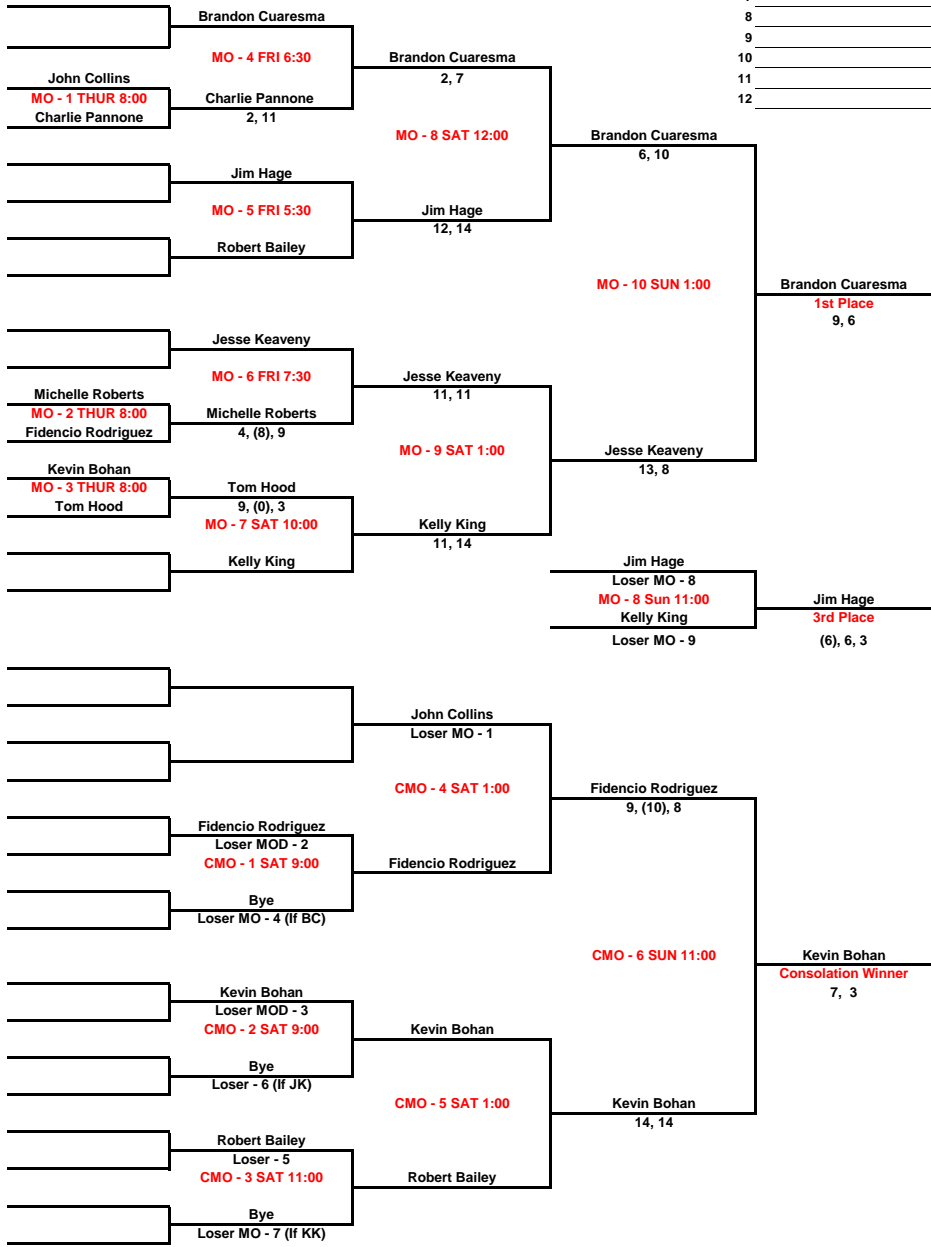 7
8
9
10
11
12
Brandon Cuaresma
MO - 4 FRI 6:30
Brandon Cuaresma
2, 7
John Collins
MO - 1 THUR 8:00
Charlie Pannone
Charlie Pannone
2, 11
MO - 8 SAT 12:00
Brandon Cuaresma
6, 10
Jim Hage
MO - 5 FRI 5:30
Jim Hage
12, 14
Robert Bailey
MO - 10 SUN 1:00
Brandon Cuaresma
1st Place
9, 6
Jesse Keaveny
MO - 6 FRI 7:30
Jesse Keaveny
11, 11
Michelle Roberts
MO - 2 THUR 8:00
Fidencio Rodriguez
Michelle Roberts
4, (8), 9
MO - 9 SAT 1:00
Jesse Keaveny
13, 8
Kevin Bohan
MO - 3 THUR 8:00
Tom Hood
Tom Hood
9, (0), 3
MO - 7 SAT 10:00
Kelly King
11, 14
Kelly King
Jim Hage
Loser MO - 8
MO - 8 Sun 11:00
Kelly King
Loser MO - 9
Jim Hage
3rd Place
(6), 6, 3
John Collins
Loser MO - 1
CMO - 4 SAT 1:00
Fidencio Rodriguez
9, (10), 8
Fidencio Rodriguez
Loser MOD - 2
CMO - 1 SAT 9:00
Fidencio Rodriguez
Bye
Loser MO - 4 (If BC)
CMO - 6 SUN 11:00
Kevin Bohan
Consolation Winner
7, 3
Kevin Bohan
Loser MOD - 3
CMO - 2 SAT 9:00
Kevin Bohan
Bye
Loser - 6 (If JK)
CMO - 5 SAT 1:00
Kevin Bohan
14, 14
Robert Bailey
Loser - 5
CMO - 3 SAT 11:00
Robert Bailey
Bye
Loser MO - 7 (If KK)